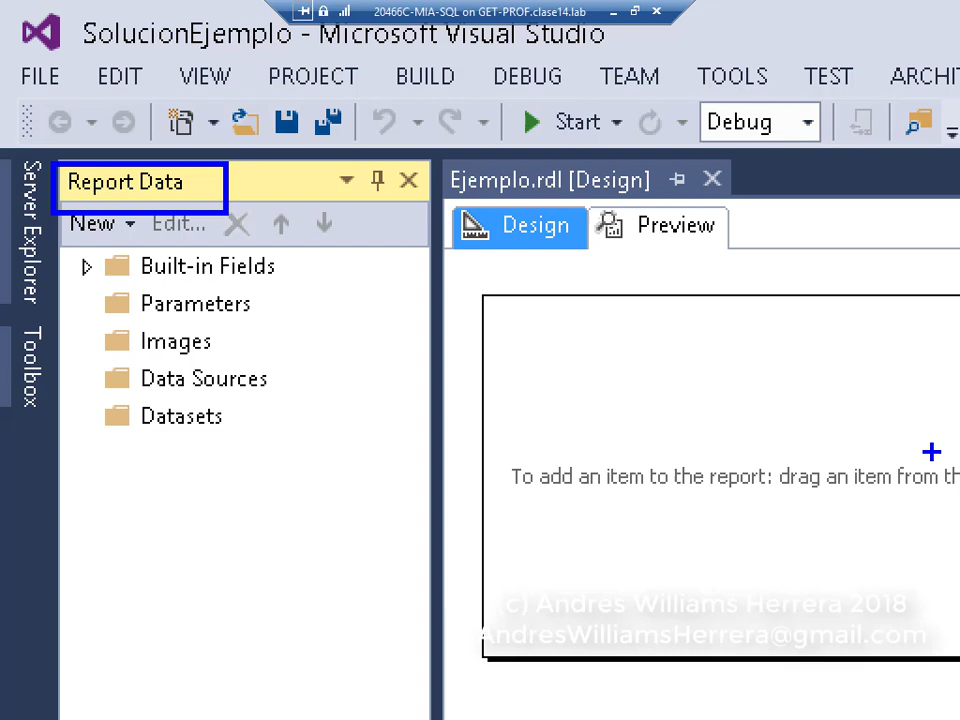 20466C-MIA-SQL on GET-PROF.clase14.lab
SolucionEjemplo - Microsoft Visual Studio
FILE EDIT VIEW PROJECT BUILD DEBUG TEAM TOOLS TEST ARCHI
Start Debug
Server Explorer
Toolbox
Report Data
New Edit...
Built-in Fields
Parameters
Images
Data Sources
Datasets
Ejemplo.rdl [Design]
Design Preview
To add an item to the report: drag an item from th
(c) Andres Williams Herrera 2018
AndresWilliamsHerrera@gmail.com